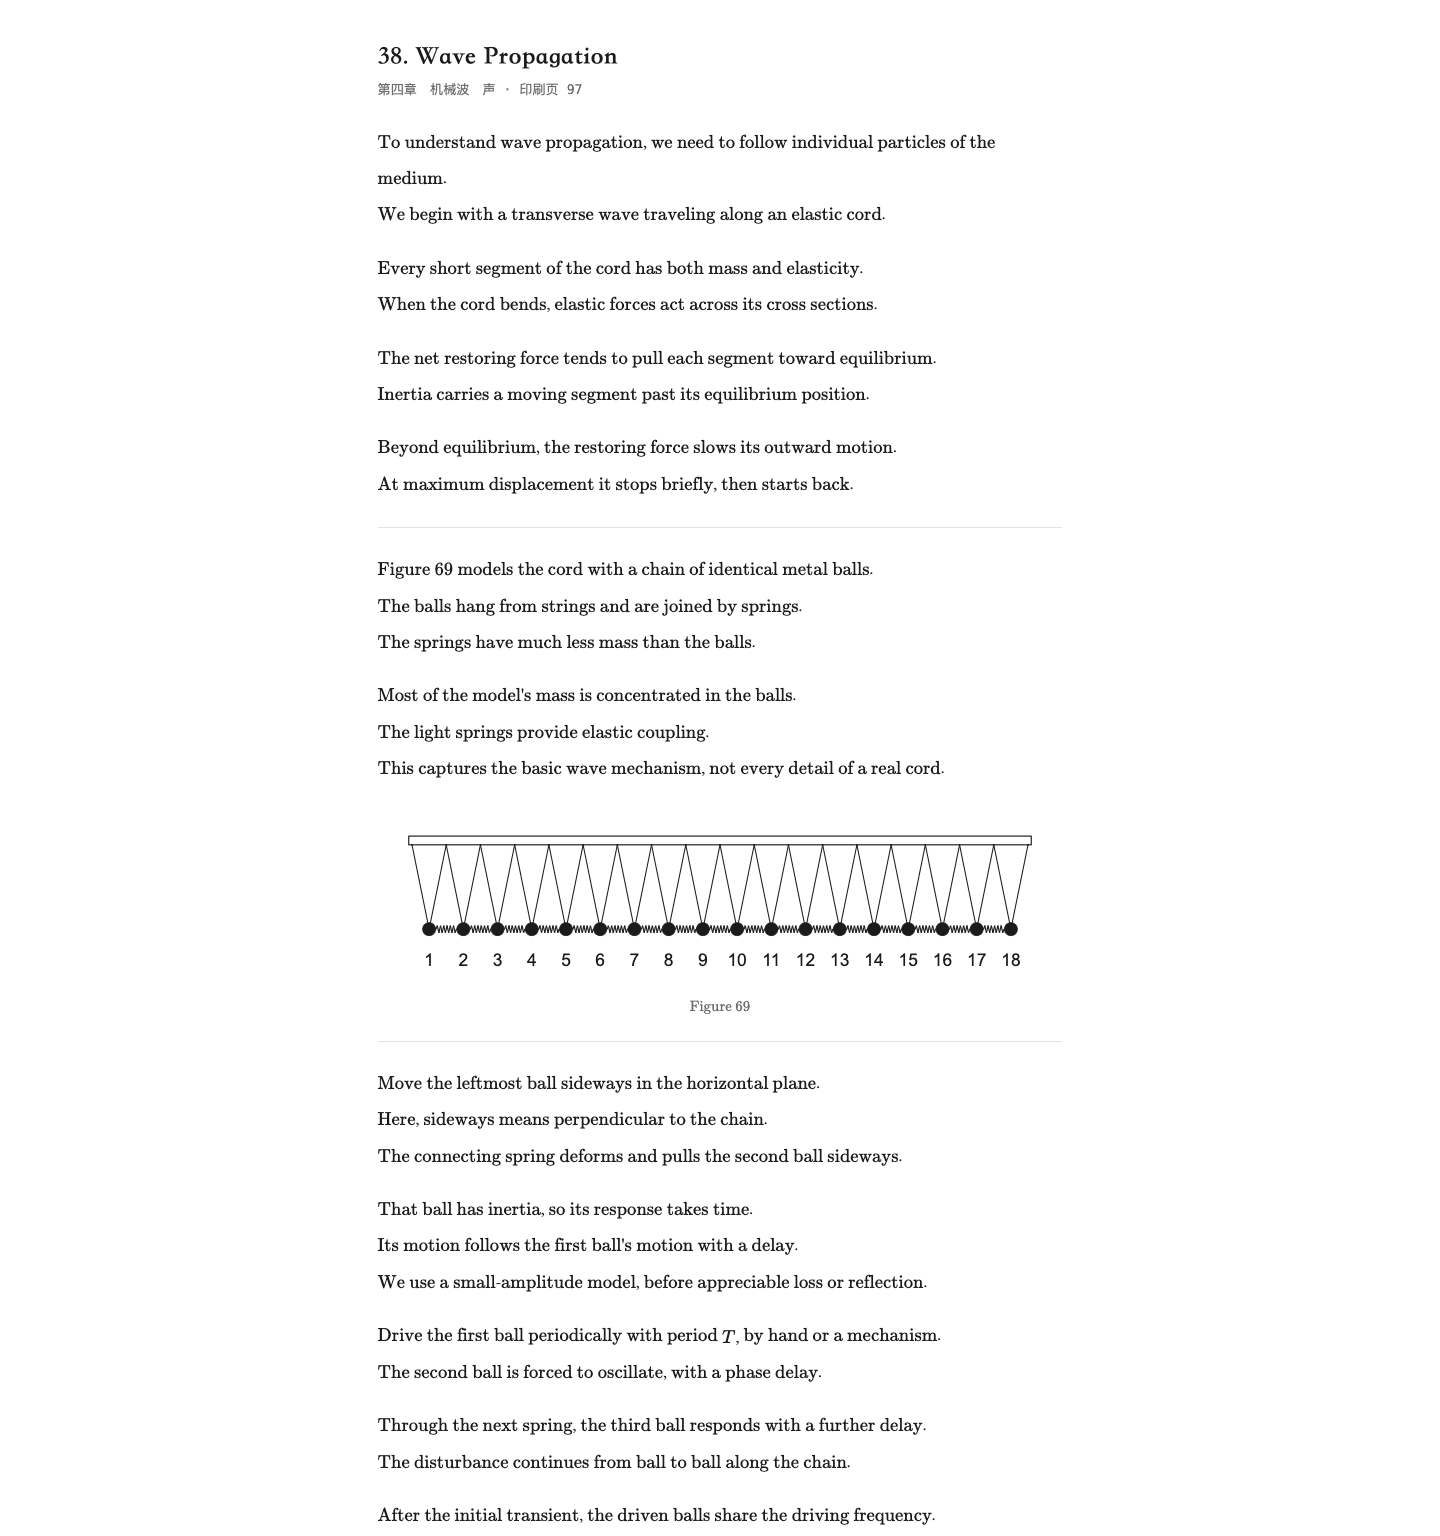 38. Wave Propagation
第四章 机械波 声 · 印刷页 97
To understand wave propagation, we need to follow individual particles of the
medium.
We begin with a transverse wave traveling along an elastic cord.
Every short segment of the cord has both mass and elasticity.
When the cord bends, elastic forces act across its cross sections.
The net restoring force tends to pull each segment toward equilibrium.
Inertia carries a moving segment past its equilibrium position.
Beyond equilibrium, the restoring force slows its outward motion.
At maximum displacement it stops briefly, then starts back.
Figure 69 models the cord with a chain of identical metal balls.
The balls hang from strings and are joined by springs.
The springs have much less mass than the balls.
Most of the model's mass is concentrated in the balls.
The light springs provide elastic coupling.
This captures the basic wave mechanism, not every detail of a real cord.
1 2 3 4 5 6 7 8 9 10 11 12 13 14 15 16 17 18
Figure 69
Move the leftmost ball sideways in the horizontal plane.
Here, sideways means perpendicular to the chain.
The connecting spring deforms and pulls the second ball sideways.
That ball has inertia, so its response takes time.
Its motion follows the first ball's motion with a delay.
We use a small-amplitude model, before appreciable loss or reflection.
Drive the first ball periodically with period T, by hand or a mechanism.
The second ball is forced to oscillate, with a phase delay.
Through the next spring, the third ball responds with a further delay.
The disturbance continues from ball to ball along the chain.
After the initial transient, the driven balls share the driving frequency.